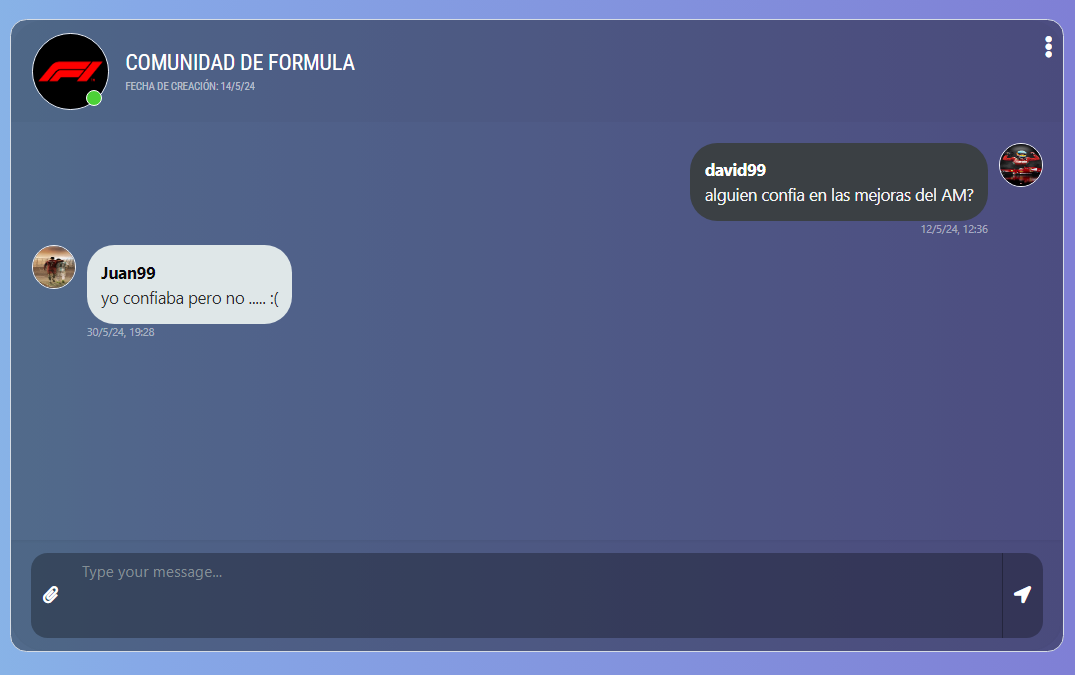 COMUNIDAD DE FORMULA
FECHA DE CREACIÓN: 14/5/24
david99
alguien confia en las mejoras del AM?
12/5/24, 12:36
Juan99
yo confiaba pero no ..... :(
30/5/24, 19:28
Type your message...